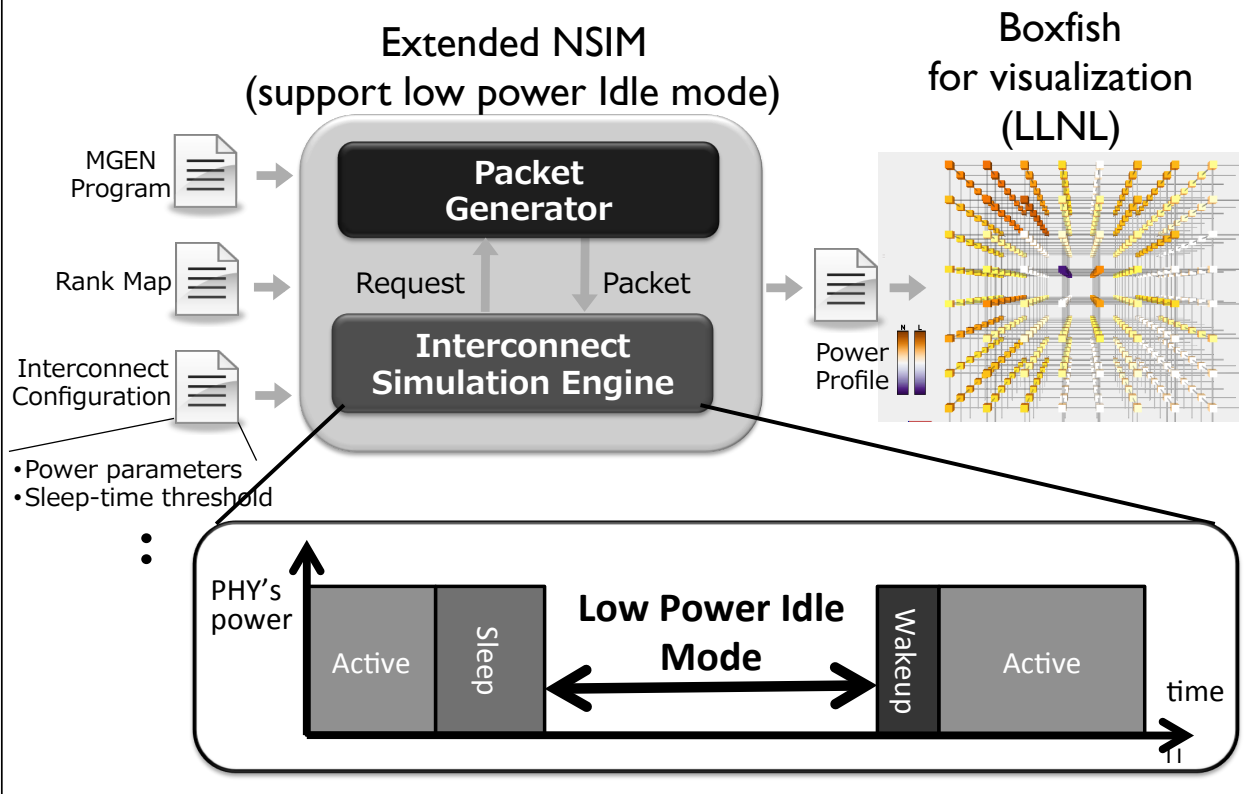 Extended NSIM
(support low power Idle mode)
Boxfish
for visualization
(LLNL)
MGEN
Program
Rank Map
Interconnect
Configuration
•Power parameters
•Sleep-time threshold
:
Packet
Generator
Request
Packet
Interconnect
Simulation Engine
Power
Profile
N L
PHY's
power
Active
Sleep
Low Power Idle
Mode
Wakeup
Active
time